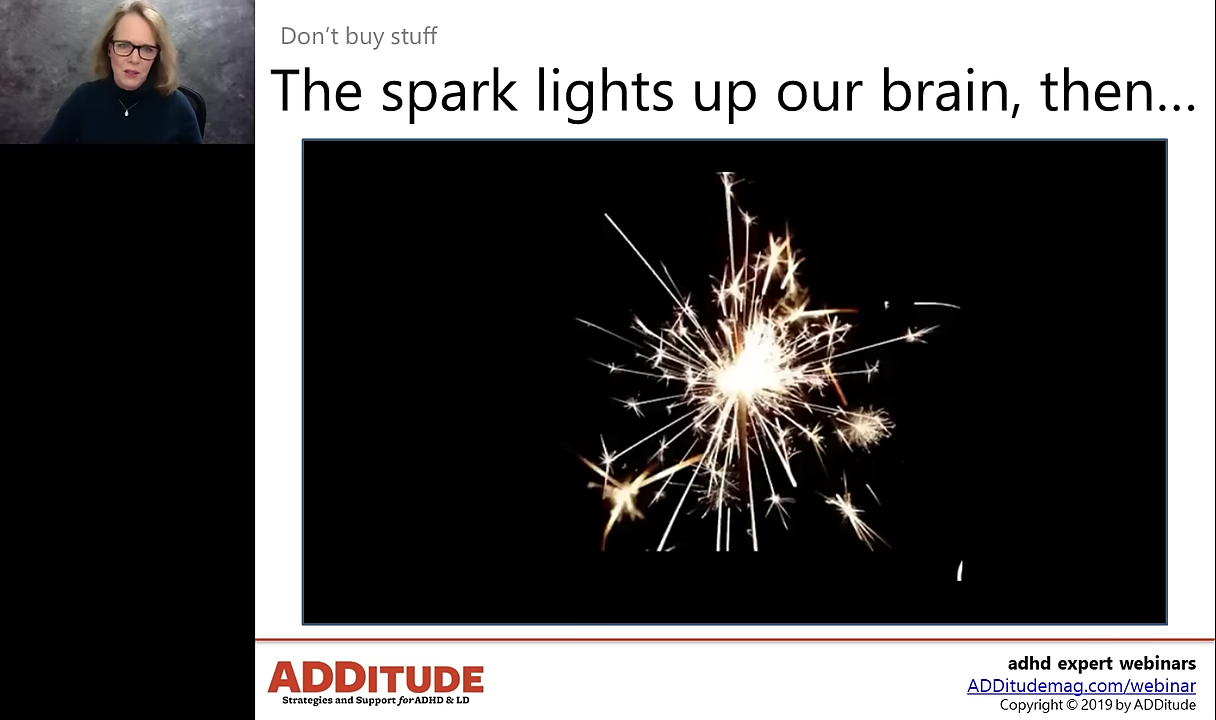 Don’t buy stuff
The spark lights up our brain, then...
ADDITUDE
Strategies and Support for ADHD & LD
adhd expert webinars
ADDitudemag.com/webinar
Copyright © 2019 by ADDitude